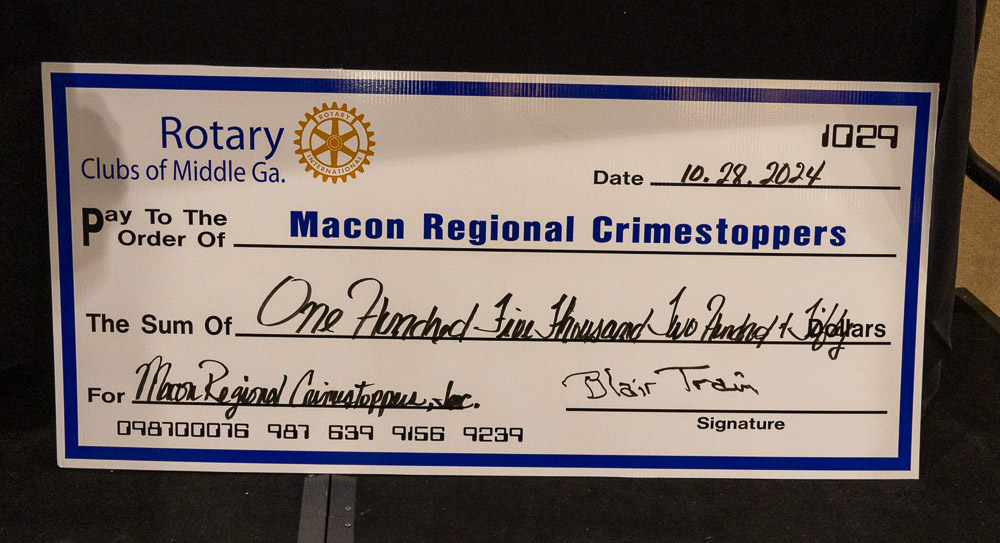 Rotary
Clubs of Middle Ga.
ROTARY
INTERNATIONAL
1029
Date 10.28.2024
Pay To The
Order Of Macon Regional Crimestoppers
The Sum Of One Hundred Five Thousand Two Hundred & Fifty Dollars
For Macon Regional Crimestoppers, Inc.
Blair Train
Signature
098700076 987 639 9156 9239